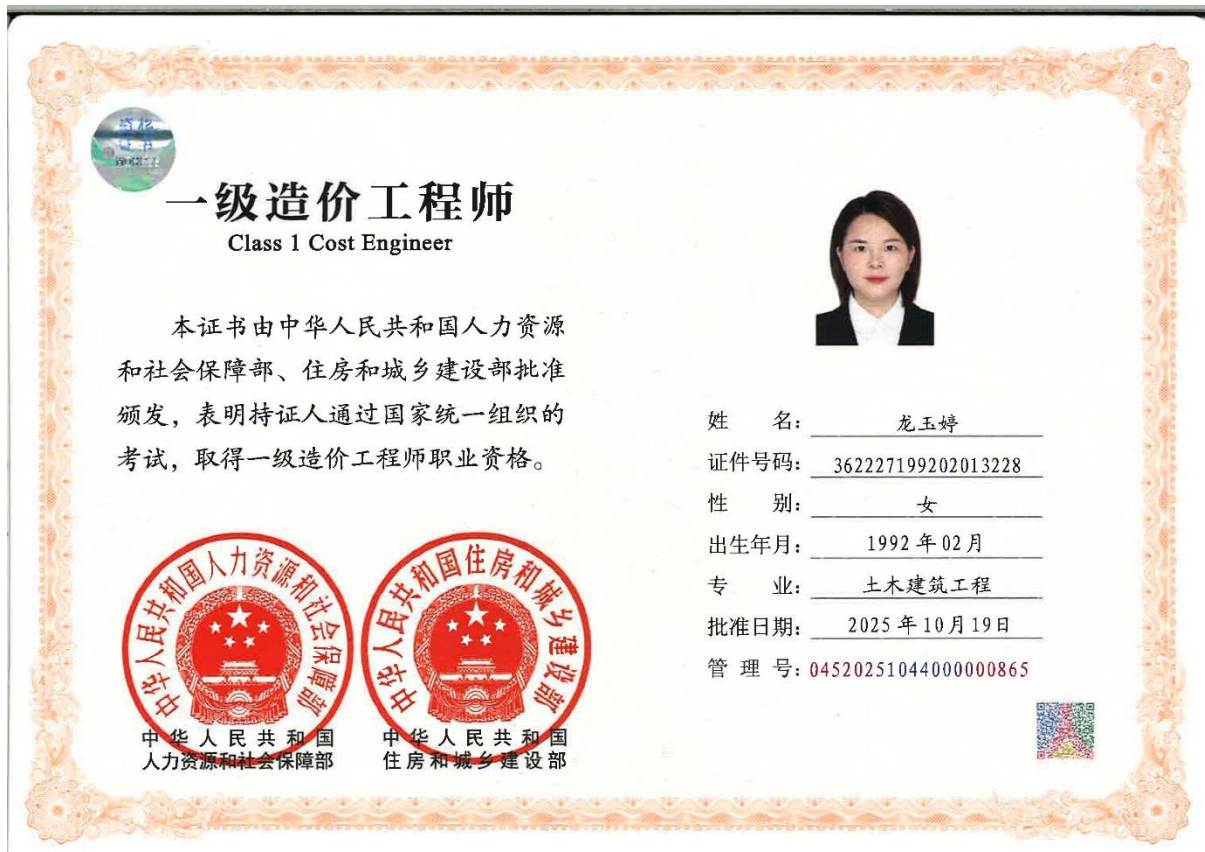 一级造价工程师
Class 1 Cost Engineer
本证书由中华人民共和国人力资源
和社会保障部、住房和城乡建设部批准
颁发，表明持证人通过国家统一组织的
考试，取得一级造价工程师职业资格。
中华人民共和国人力资源和社会保障部
中华人民共和国
人力资源和社会保障部
中华人民共和国住房和城乡建设部
中华人民共和国
住房和城乡建设部
姓 名：龙玉婷
证件号码：362227199202013228
性 别：女
出生年月：1992年02月
专 业：土木建筑工程
批准日期：2025年10月19日
管 理 号：04520251044000000865